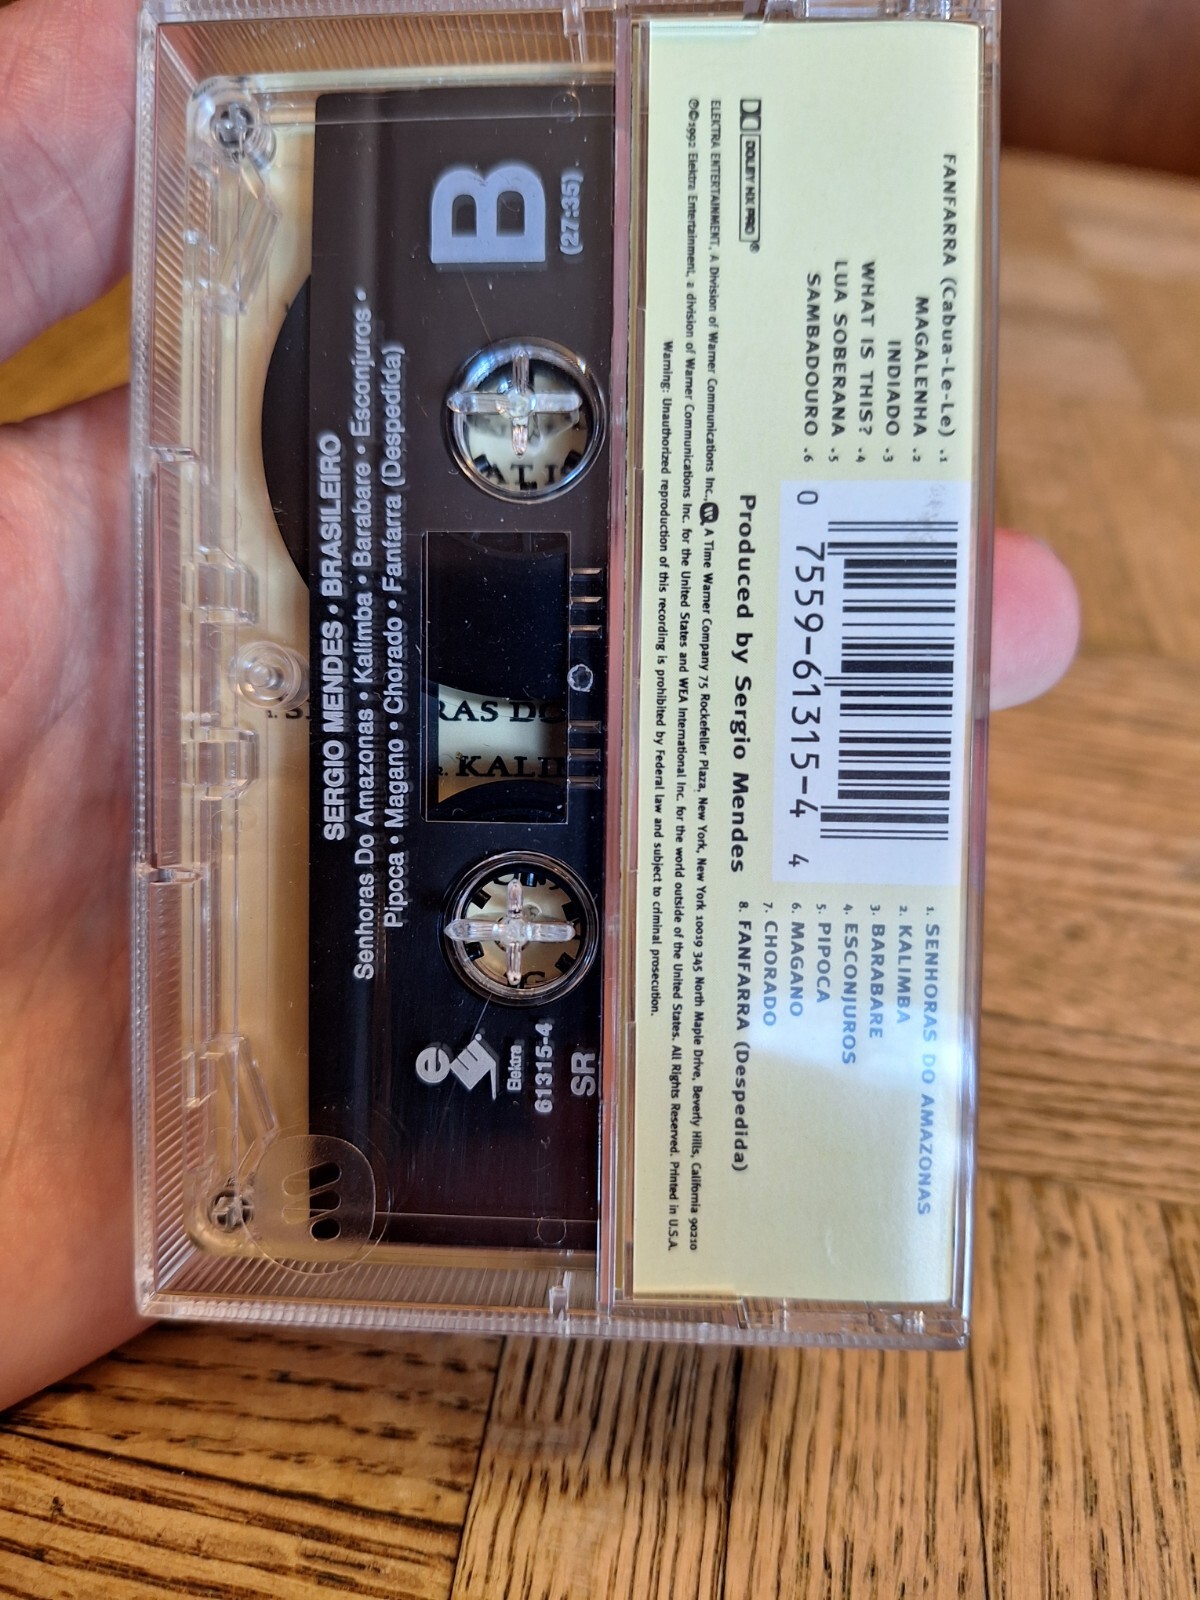 FANFARRA (Cabua-Le-Le) .1
MAGALENHA .2
INDIADO .3
WHAT IS THIS? .4
LUA SOBERANA .5
SAMBADOURO .6
0 7559-61315-4 4
1. SENHORAS DO AMAZONAS
2. KALIMBA
3. BARABARE
4. ESCONJUROS
5. PIPOCA
6. MAGANO
7. CHORADO
8. FANFARRA (Despedida)
DOLBY HX PRO®
Produced by Sergio Mendes
ELEKTRA ENTERTAINMENT, A Division of Warner Communications Inc., A Time Warner Company 75 Rockefeller Plaza, New York, New York 10019 345 North Maple Drive, Beverly Hills, California 90210
℗©1992 Elektra Entertainment, a division of Warner Communications Inc. for the United States and WEA International Inc. for the world outside of the United States. All Rights Reserved. Printed in U.S.A.
Warning: Unauthorized reproduction of this recording is prohibited by Federal law and subject to criminal prosecution.
(27:35)
B
SR
61315-4
Elektra
RAS DO
2. KALI
SERGIO MENDES • BRASILEIRO
Senhoras Do Amazonas • Kalimba • Barabare • Esconjuros •
Pipoca • Magano • Chorado • Fanfarra (Despedida)